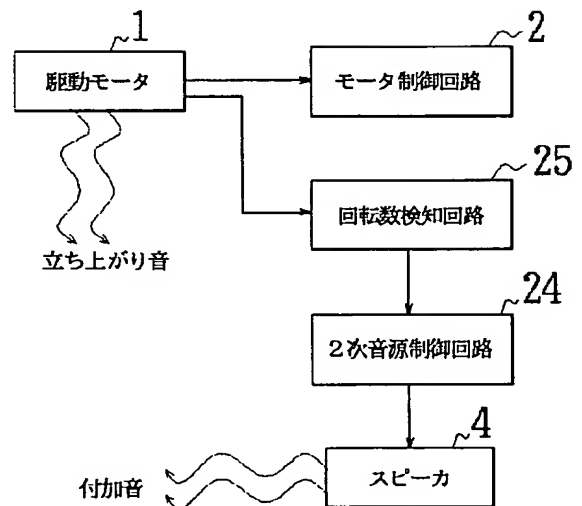 1
駆動モータ
2
モータ制御回路
25
回転数検知回路
立ち上がり音
24
２次音源制御回路
4
スピーカ
付加音